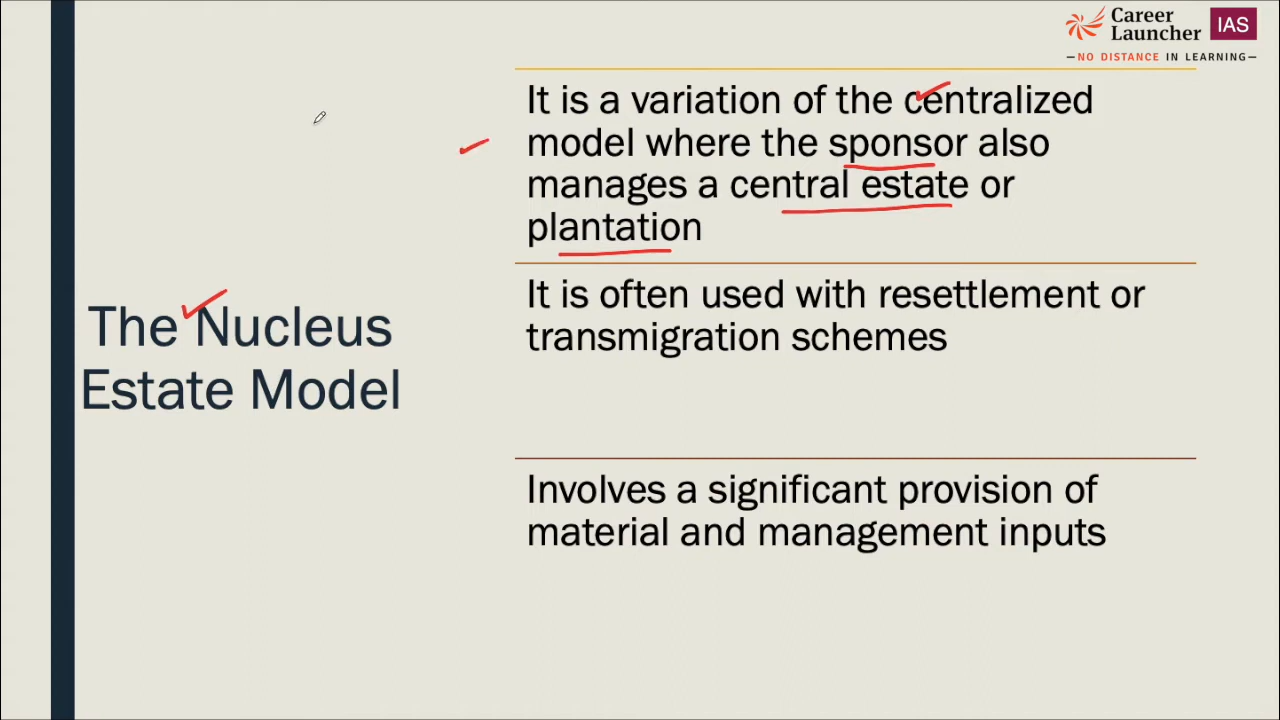 Career
Launcher
IAS
NO DISTANCE IN LEARNING
It is a variation of the centralized
model where the sponsor also
manages a central estate or
plantation
The Nucleus
Estate Model
It is often used with resettlement or
transmigration schemes
Involves a significant provision of
material and management inputs